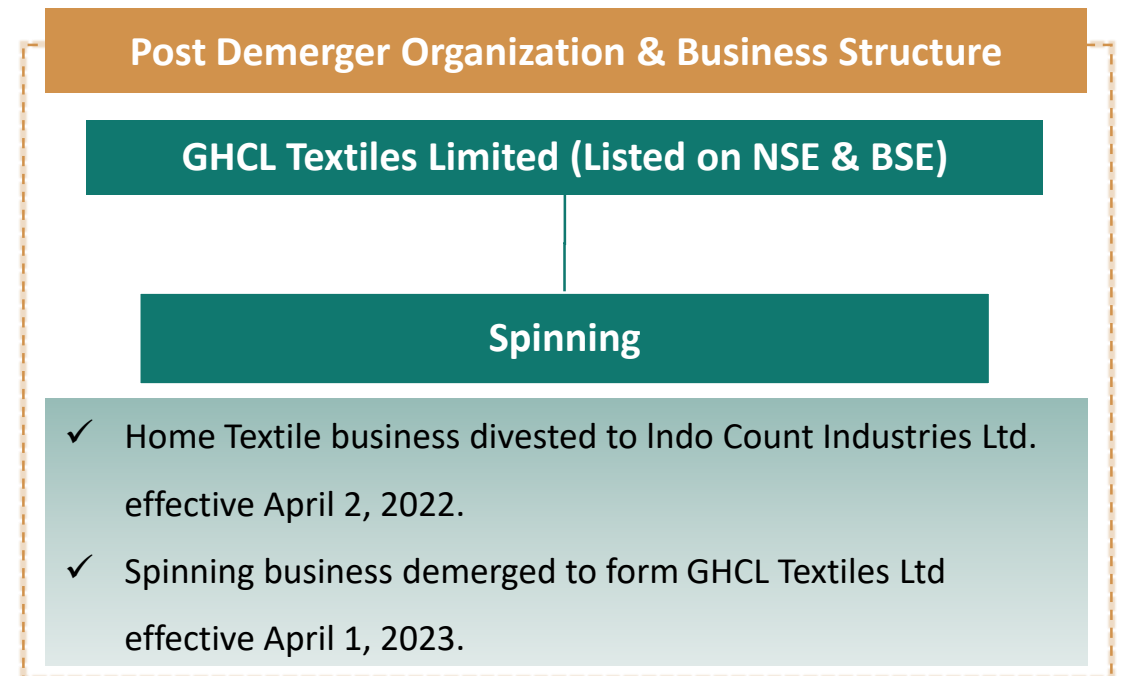 Post Demerger Organization & Business Structure
GHCL Textiles Limited (Listed on NSE & BSE)
Spinning
✓ Home Textile business divested to Indo Count Industries Ltd.
effective April 2, 2022.
✓ Spinning business demerged to form GHCL Textiles Ltd
effective April 1, 2023.